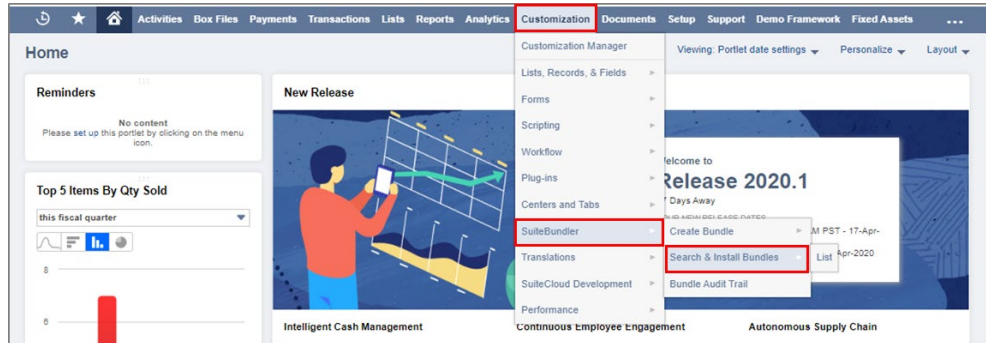 Activities Box Files Payments Transactions Lists Reports Analytics Customization Documents Setup Support Demo Framework Fixed Assets ...
Home
Viewing: Portlet date settings Personalize Layout
Customization Manager
Lists, Records, & Fields
Forms
Scripting
Workflow
Plug-ins
Centers and Tabs
SuiteBundler
Translations
SuiteCloud Development
Performance
Create Bundle
Search & Install Bundles
List
Bundle Audit Trail
Reminders
No content
Please set up this portlet by clicking on the menu
icon.
Top 5 Items By Qty Sold
this fiscal quarter
8
6
New Release
Welcome to
Release 2020.1
Days Away
NEW RELEASE DATES
AM PST - 17-Apr-
Apr-2020
Intelligent Cash Management
Continuous Employee Engagement
Autonomous Supply Chain